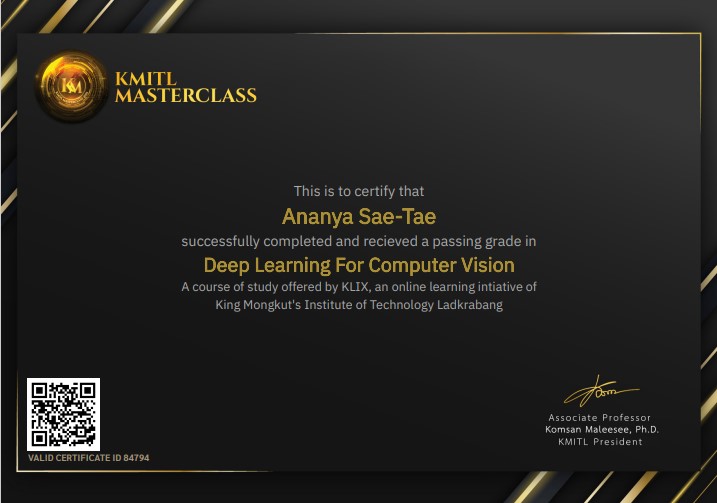 KM
KMITL
MASTERCLASS
This is to certify that
Ananya Sae-Tae
successfully completed and recieved a passing grade in
Deep Learning For Computer Vision
A course of study offered by KLIX, an online learning intiative of
King Mongkut's Institute of Technology Ladkrabang
Associate Professor
Komsan Maleesee, Ph.D.
KMITL President
VALID CERTIFICATE ID 84794